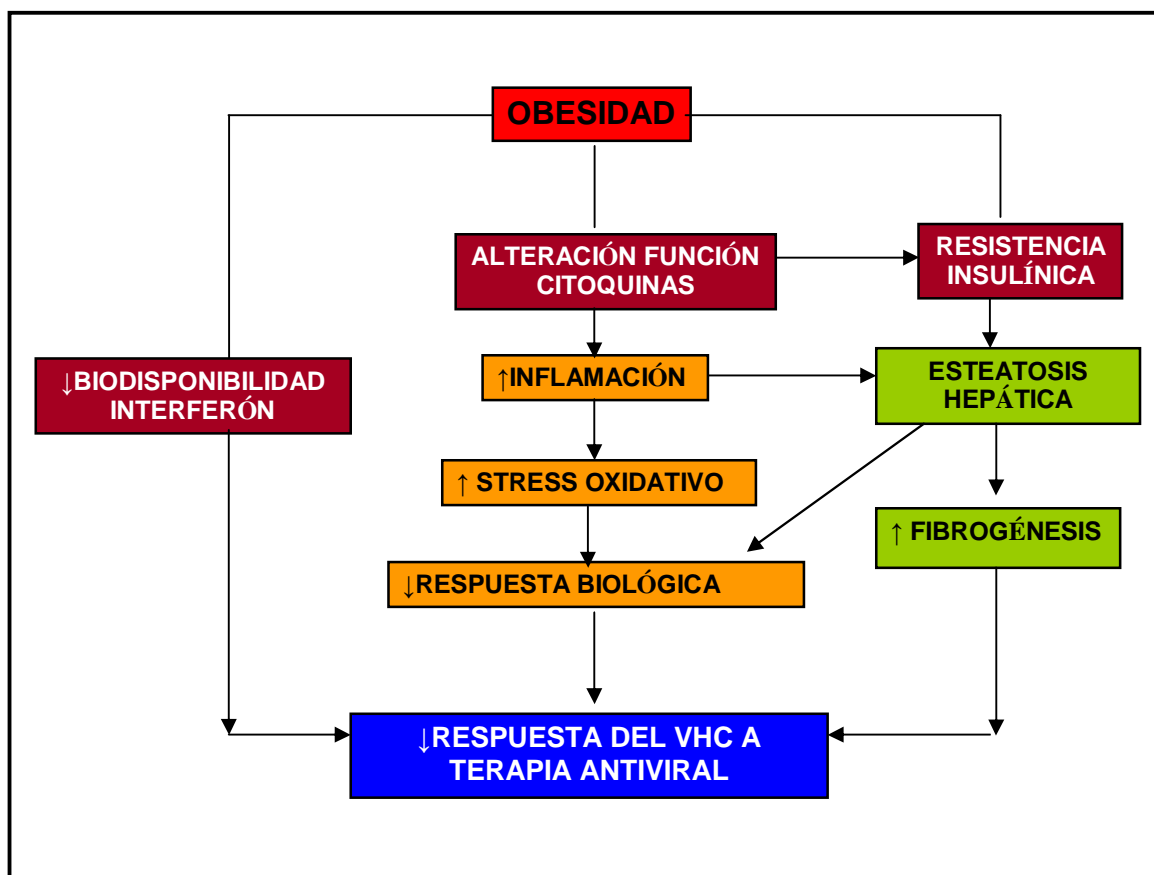 OBESIDAD
ALTERACIÓN FUNCIÓN
CITOQUINAS
RESISTENCIA
INSULÍNICA
↓BIODISPONIBILIDAD
INTERFERÓN
↑INFLAMACIÓN
ESTEATOSIS
HEPÁTICA
↑ STRESS OXIDATIVO
↑ FIBROGÉNESIS
↓RESPUESTA BIOLÓGICA
↓RESPUESTA DEL VHC A
TERAPIA ANTIVIRAL